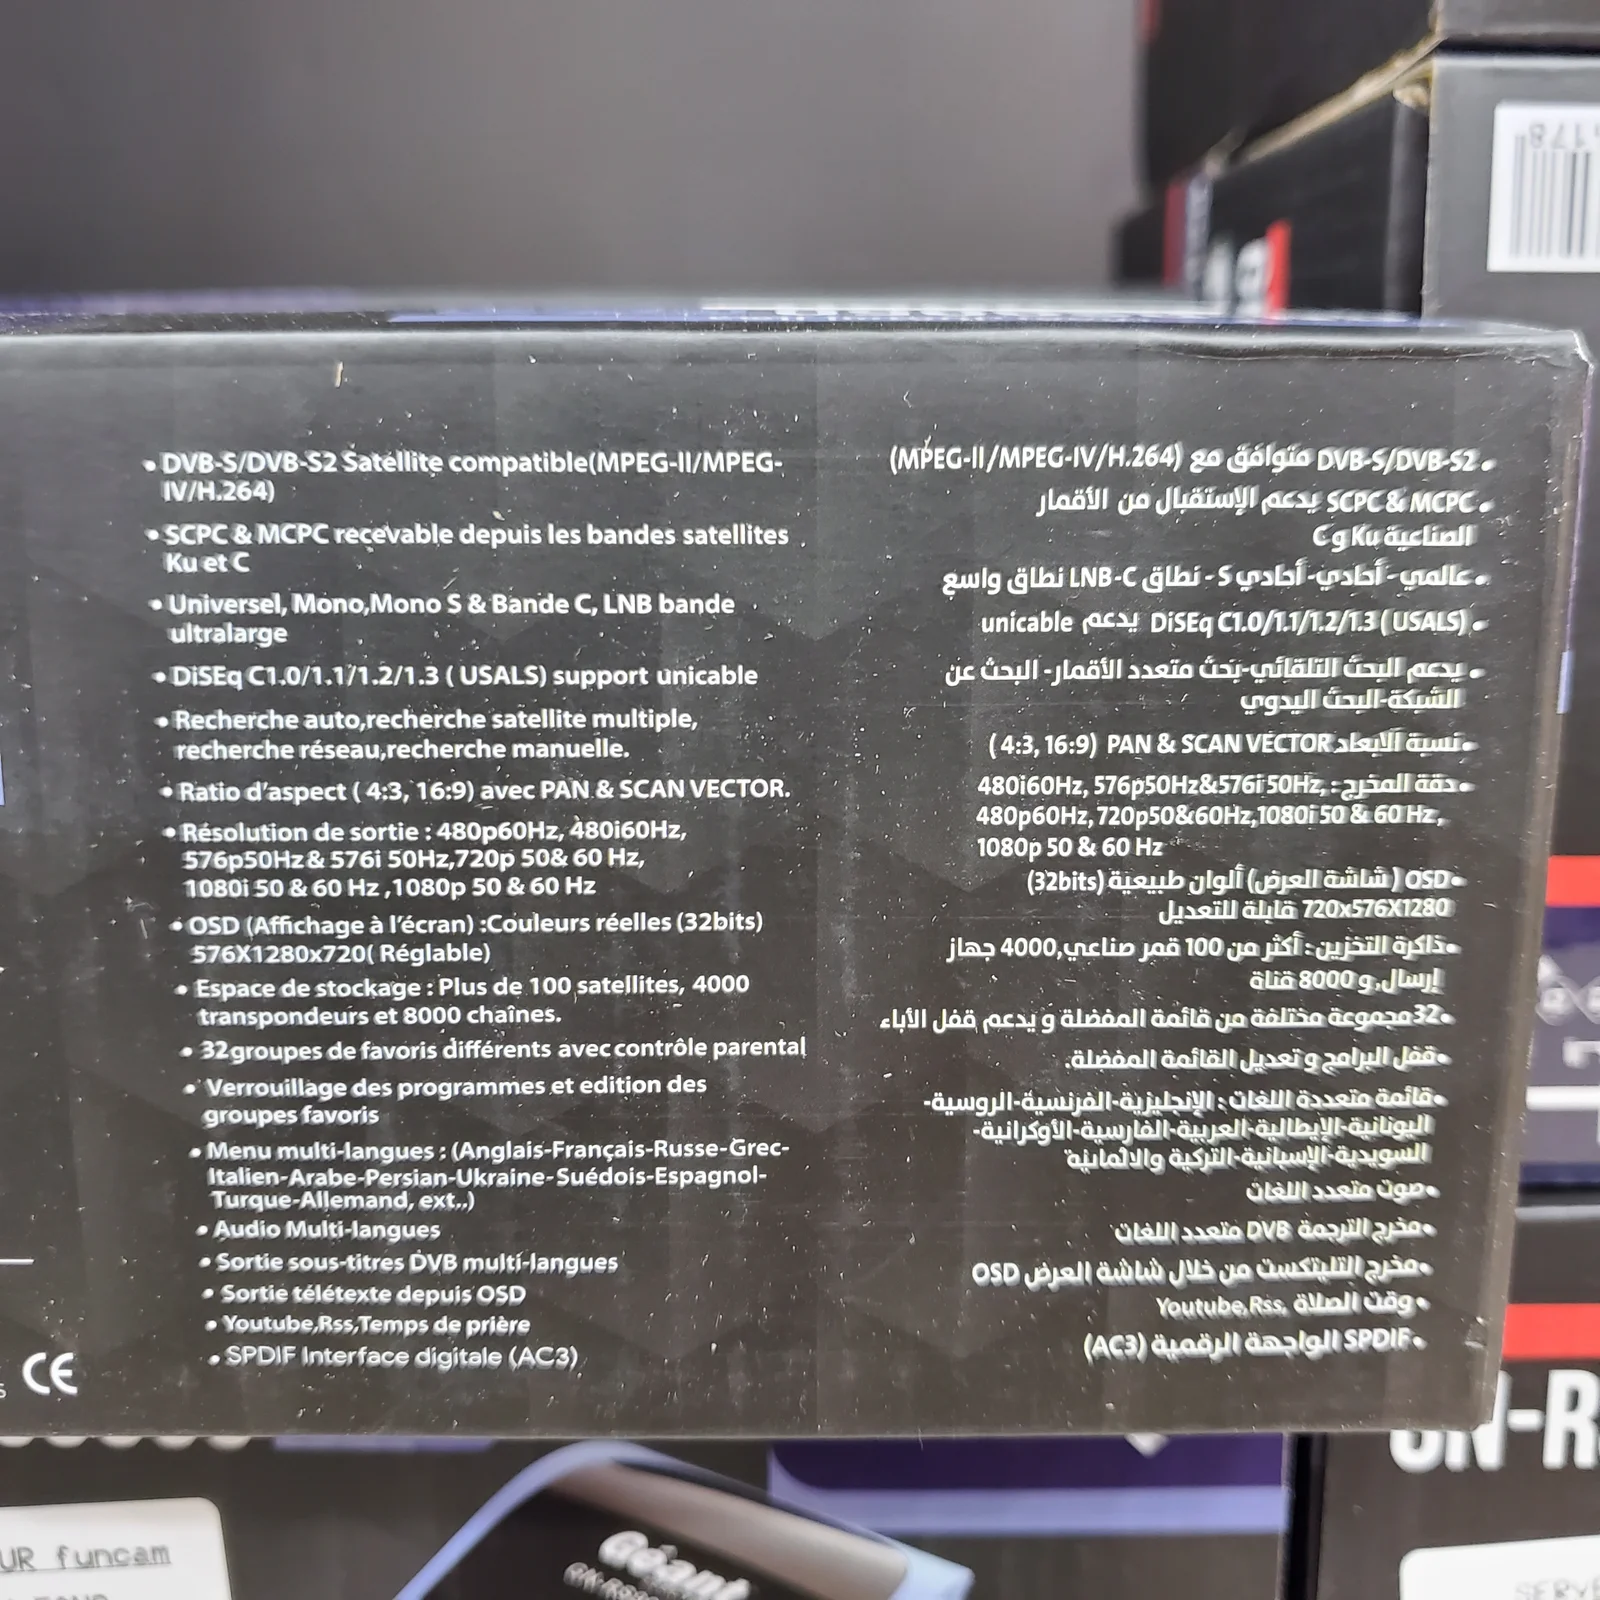 • DVB-S/DVB-S2 Satellite compatible(MPEG-II/MPEG-
IV/H.264)
• SCPC & MCPC recevable depuis les bandes satellites
Ku et C
• Universel, Mono,Mono S & Bande C, LNB bande
ultralarge
• DiSEq C1.0/1.1/1.2/1.3 ( USALS) support unicable
• Recherche auto,recherche satellite multiple,
recherche réseau,recherche manuelle.
• Ratio d'aspect ( 4:3, 16:9) avec PAN & SCAN VECTOR.
• Résolution de sortie : 480p60Hz, 480i60Hz,
576p50Hz & 576i 50Hz,720p 50& 60 Hz,
1080i 50 & 60 Hz ,1080p 50 & 60 Hz
• OSD (Affichage à l'écran) :Couleurs réelles (32bits)
576X1280x720( Réglable)
• Espace de stockage : Plus de 100 satellites, 4000
transpondeurs et 8000 chaînes.
• 32groupes de favoris différents avec contrôle parental
• Verrouillage des programmes et edition des
groupes favoris
• Menu multi-langues : (Anglais-Français-Russe-Grec-
Italien-Arabe-Persian-Ukraine-Suédois-Espagnol-
Turque-Allemand, ext..)
• Audio Multi-langues
• Sortie sous-titres DVB multi-langues
• Sortie télétexte depuis OSD
• Youtube,Rss,Temps de prière
• SPDIF Interface digitale (AC3)
•DVB-S/DVB-S2 متوافق مع (MPEG-II/MPEG-IV/H.264)
•SCPC & MCPC يدعم الإستقبال من الأقمار
الصناعية Ku و C
•عالمي-أحادي-أحادي S - نطاق LNB-C نطاق واسع
•DiSEq C1.0/1.1/1.2/1.3 ( USALS) يدعم unicable
•يدعم البحث التلقائي-بحث متعدد الأقمار- البحث عن
الشبكة-البحث اليدوي
•نسبة الابعاد PAN & SCAN VECTOR ( 4:3, 16:9)
•دقة المخرج: 480i60Hz, 576p50Hz&576i 50Hz,
480p60Hz, 720p50&60Hz,1080i 50 & 60 Hz ,
1080p 50 & 60 Hz
•OSD ( شاشة العرض) ألوان طبيعية (32bits)
720x576X1280 قابلة للتعديل
•ذاكرة التخزين: أكثر من 100 قمر صناعي,4000 جهاز
إرسال,و 8000 قناة
•32مجموعة مختلفة من قائمة المفضلة و يدعم قفل الأباء
•قفل البرامج و تعديل القائمة المفضلة.
•قائمة متعددة اللغات: الإنجليزية-الفرنسية-الروسية-
اليونانية-الإيطالية-العربية-الفارسية-الأوكرانية-
السويدية-الإسبانية-التركية والالمانية
•صوت متعدد اللغات
•مخرج الترجمة DVB متعدد اللغات
•مخرج التليتكست من خلال شاشة العرض OSD
•وقت الصلاة ,Youtube,Rss
•SPDIF الواجهة الرقمية (AC3)
CE
funcam
Géant
178